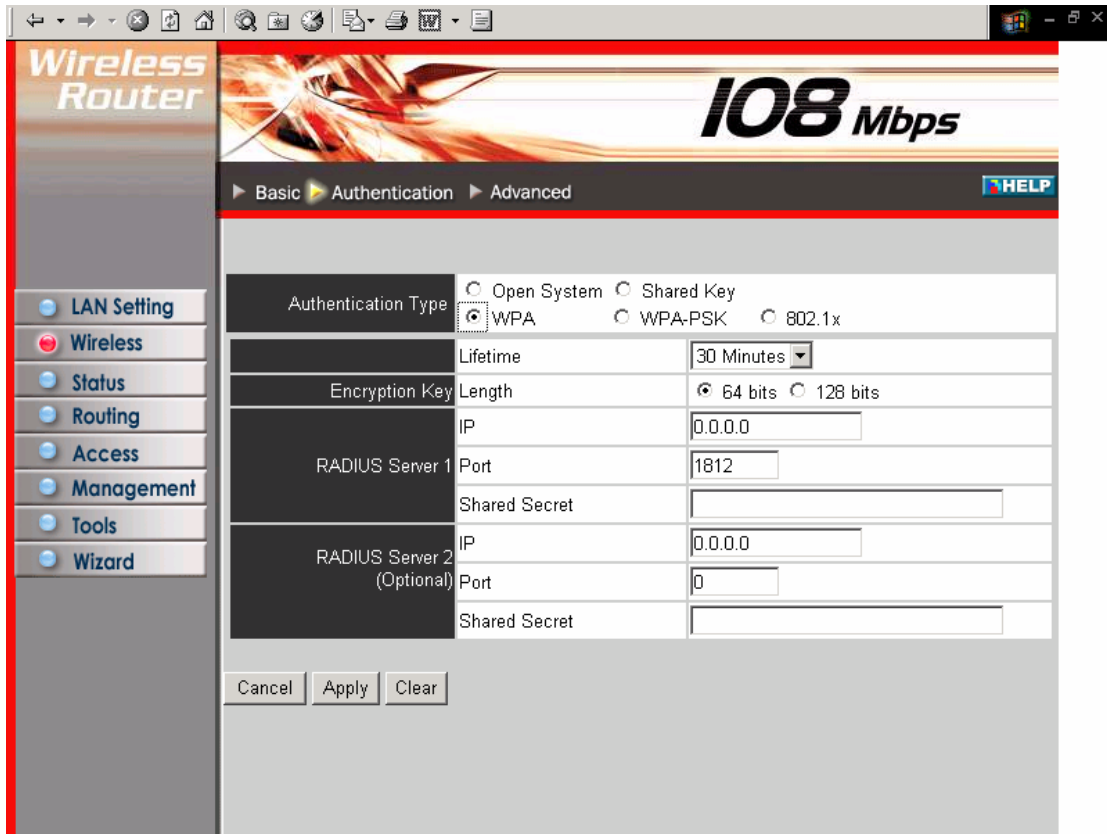 Wireless
Router
108 Mbps
Basic Authentication Advanced
HELP
LAN Setting
Wireless
Status
Routing
Access
Management
Tools
Wizard
Authentication Type
Open System Shared Key
WPA WPA-PSK 802.1x
Lifetime 30 Minutes
Encryption Key Length 64 bits 128 bits
RADIUS Server 1
IP 0.0.0.0
Port 1812
Shared Secret
RADIUS Server 2
(Optional)
IP 0.0.0.0
Port 0
Shared Secret
Cancel Apply Clear